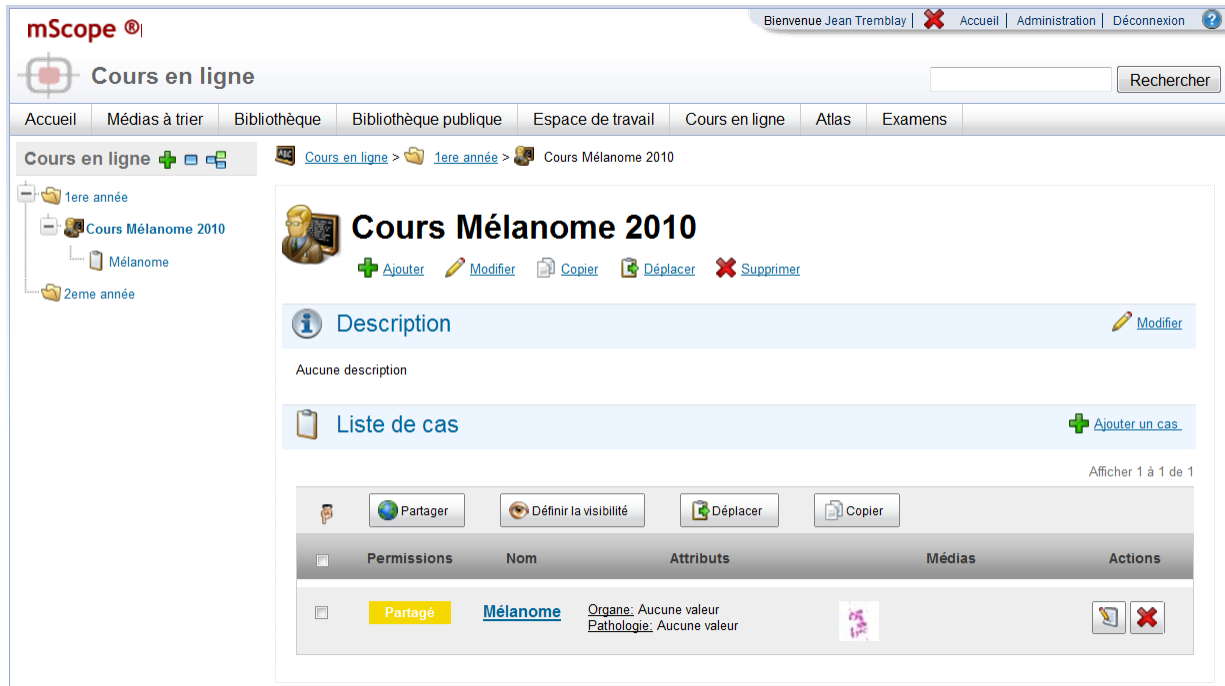 mScope ®
Bienvenue Jean Tremblay | Accueil | Administration | Déconnexion ?
Cours en ligne
Rechercher
Accueil Médias à trier Bibliothèque Bibliothèque publique Espace de travail Cours en ligne Atlas Examens
Cours en ligne
1ere année
Cours Mélanome 2010
Mélanome
2eme année
ABC Cours en ligne > 1ere année > Cours Mélanome 2010
Cours Mélanome 2010
Ajouter Modifier Copier Déplacer Supprimer
Description Modifier
Aucune description
Liste de cas Ajouter un cas
Afficher 1 à 1 de 1
Partager Définir la visibilité Déplacer Copier
Permissions Nom Attributs Médias Actions
Partagé Mélanome Organe: Aucune valeur
Pathologie: Aucune valeur